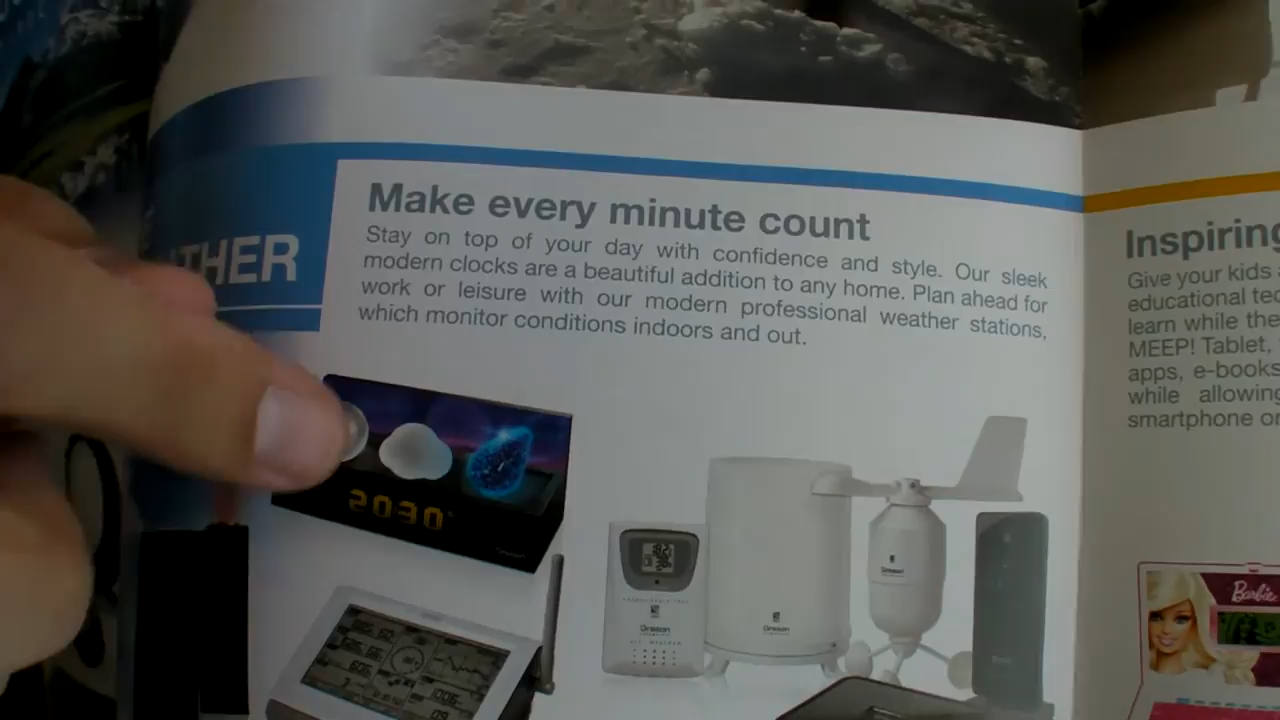 Make every minute count
Stay on top of your day with confidence and style. Our sleek
modern clocks are a beautiful addition to any home. Plan ahead for
work or leisure with our modern professional weather stations,
which monitor conditions indoors and out.
THER
2030
Oregon
Oregon
Oregon
Inspiring
Give your kids
educational tec
learn while the
MEEP! Tablet,
apps, e-books
while allowing
smartphone or
Barbie